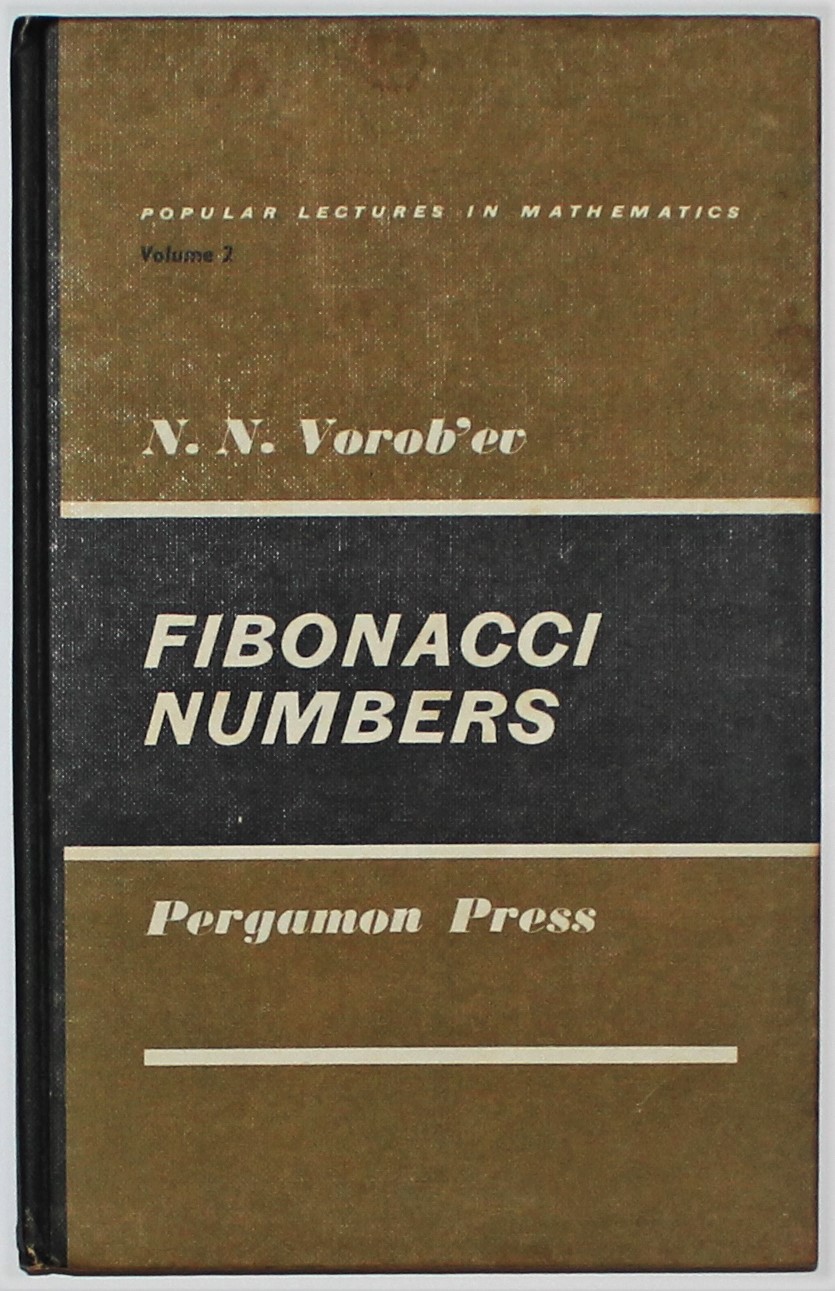 POPULAR LECTURES IN MATHEMATICS
Volume 2
N. N. Vorob'ev
FIBONACCI
NUMBERS
Pergamon Press